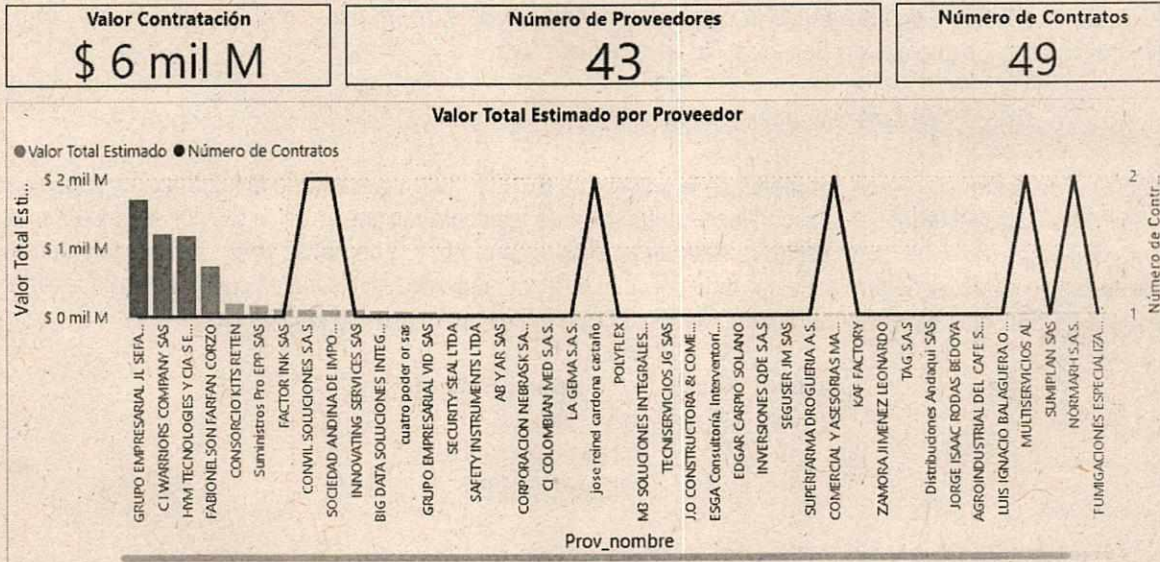 Valor Contratación
$ 6 mil M
Número de Proveedores
43
Número de Contratos
49
Valor Total Estimado por Proveedor
Valor Total Estimado Número de Contratos
Valor Total Esti...
$ 2 mil M
$ 1 mil M
$ 0 mil M
2
1
Número de Contr...
GRUPO EMPRESARIAL JL SEFA...
C I WARRIORS COMPANY SAS
HYM TECNOLOGIES Y CIA S E...
FABIONELSON FARFAN CORZO
CONSORCIO KITS RETEN
Suministros Pro EPP SAS
FACTOR INK SAS
CONVIL SOLUCIONES S.A.S
SOCIEDAD ANDINA DE IMPO...
INNOVATING SERVICES SAS
BIG DATA SOLUCIONES INTEG...
cuatro poder or sas
GRUPO EMPRESARIAL VID SAS
SECURITY SEAL LTDA
SAFETY INSTRUMENTS LTDA
AB Y AR SAS
CORPORACION NEBRASK SA...
CI COLOMBIAN MED S.A.S.
LA GEMA S.A.S.
jose reinel cardona castaño
POLYFLEX
M3 SOLUCIONES INTEGRALES...
TECNISERVICIOS JG SAS
J.O CONSTRUCTORA & COME...
ESGA Consultoría, Interventorí...
EDGAR CARPIO SOLANO
INVERSIONES QDE S.A.S
SEGUSER JM SAS
SUPERFARMA DROGUERIA A.S.
COMERCIAL Y ASESORIAS MA...
KAF FACTORY
ZAMORA JIMENEZ LEONARDO
TAG S.A.S
Distribuciones Andaqui SAS
JORGE ISAAC RODAS BEDOYA
AGROINDUSTRIAL DEL CAFE S...
LUIS IGNACIO BALAGUERA O...
MULTISERVICIOS AL
SUMIPLAN SAS
NORMARH S.A.S.
FUMIGACIONES ESPECIALIZA...
Prov_nombre